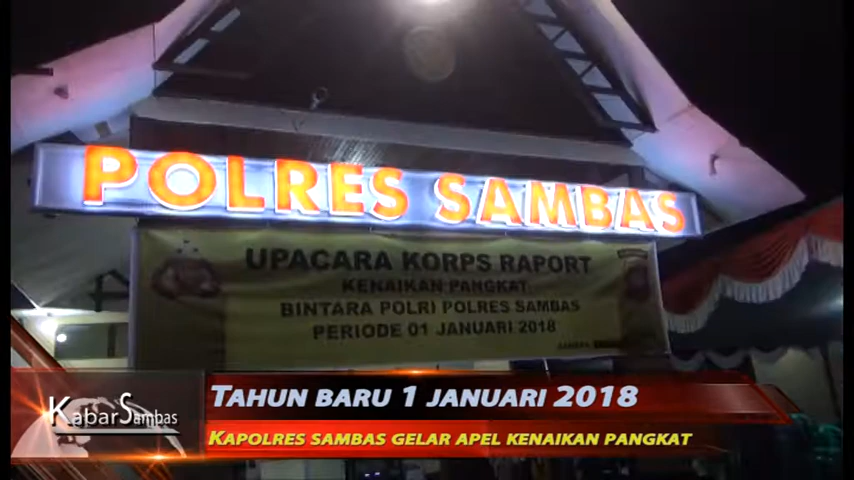 POLRES SAMBAS
UPACARA KORPS RAPORT
KENAIKAN PANGKAT
BINTARA POLRI POLRES SAMBAS
PERIODE 01 JANUARI 2018
KabarSambas
TAHUN BARU 1 JANUARI 2018
KAPOLRES SAMBAS GELAR APEL KENAIKAN PANGKAT